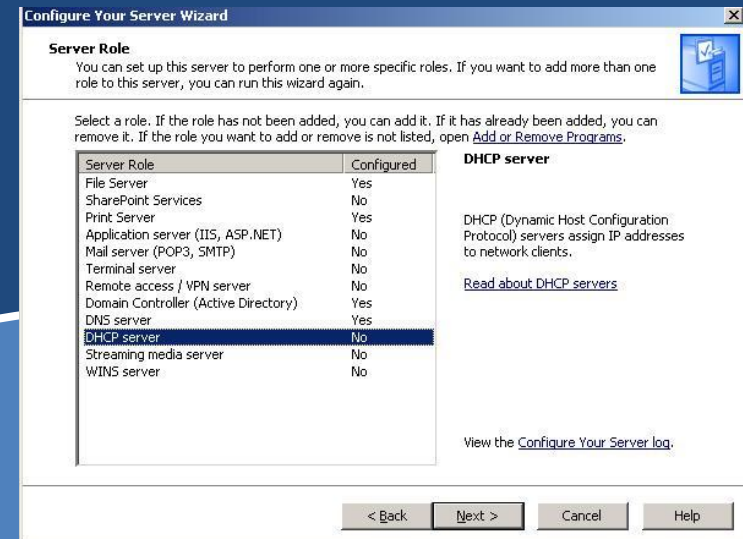 Configure Your Server Wizard
Server Role
You can set up this server to perform one or more specific roles. If you want to add more than one
role to this server, you can run this wizard again.
Select a role. If the role has not been added, you can add it. If it has already been added, you can
remove it. If the role you want to add or remove is not listed, open Add or Remove Programs.
Server Role Configured
File Server Yes
SharePoint Services No
Print Server Yes
Application server (IIS, ASP.NET) No
Mail server (POP3, SMTP) No
Terminal server No
Remote access / VPN server No
Domain Controller (Active Directory) Yes
DNS server Yes
DHCP server No
Streaming media server No
WINS server No
DHCP server
DHCP (Dynamic Host Configuration
Protocol) servers assign IP addresses
to network clients.
Read about DHCP servers
View the Configure Your Server log.
< Back Next > Cancel Help